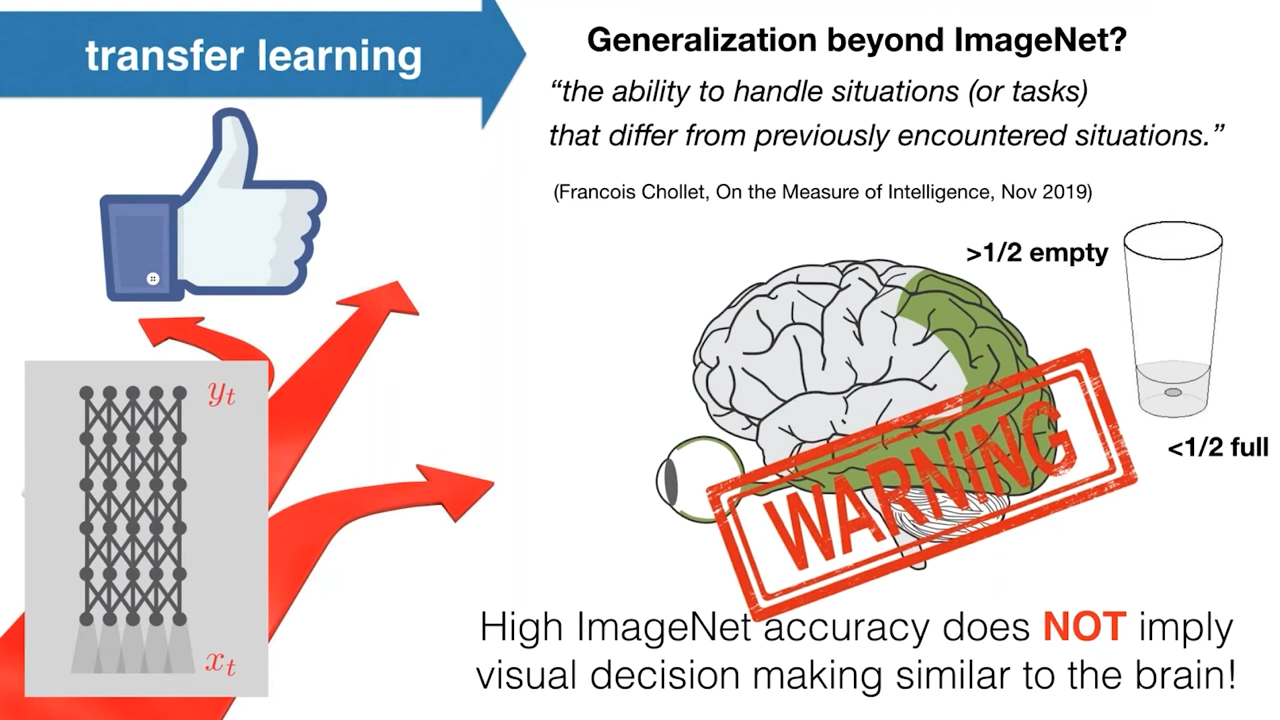 transfer learning
Generalization beyond ImageNet?
“the ability to handle situations (or tasks)
that differ from previously encountered situations.”
(Francois Chollet, On the Measure of Intelligence, Nov 2019)
>1/2 empty
<1/2 full
WARNING
y_t
x_t
High ImageNet accuracy does NOT imply
visual decision making similar to the brain!